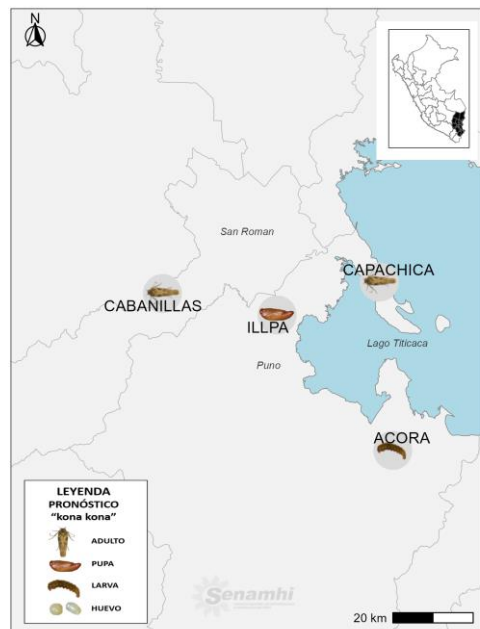 N
San Roman
CAPACHICA
CABANILLAS
ILLPA
Lago Titicaca
Puno
ACORA
LEYENDA
PRONÓSTICO
“kona kona”
ADULTO
PUPA
LARVA
HUEVO
Senamhi
20 km